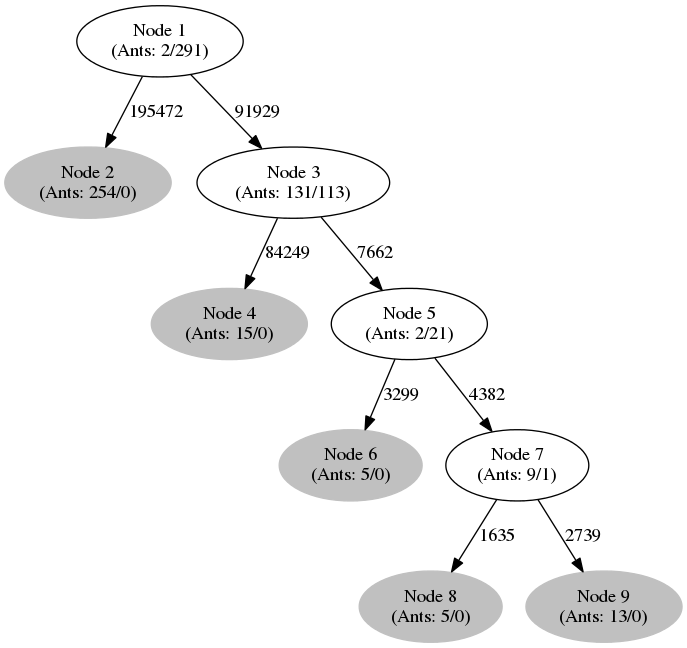 Node 1
(Ants: 2/291)
195472
91929
Node 2
(Ants: 254/0)
Node 3
(Ants: 131/113)
84249
7662
Node 4
(Ants: 15/0)
Node 5
(Ants: 2/21)
3299
4382
Node 6
(Ants: 5/0)
Node 7
(Ants: 9/1)
1635
2739
Node 8
(Ants: 5/0)
Node 9
(Ants: 13/0)